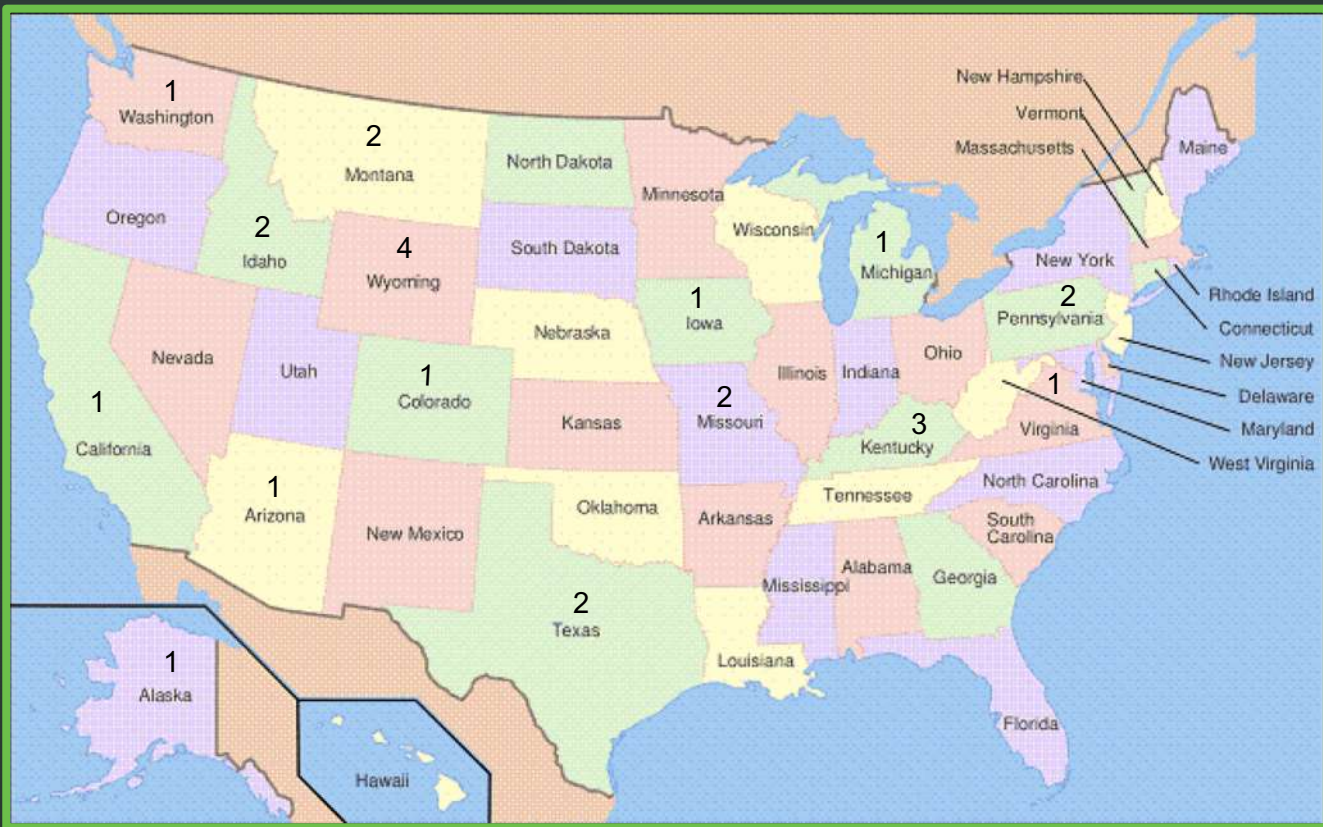 1
Washington
2
Montana
North Dakota
Minnesota
New Hampshire
Vermont
Massachusetts
Maine
Oregon
2
Idaho
4
Wyoming
South Dakota
Wisconsin
1
Michigan
New York
Rhode Island
Connecticut
New Jersey
Delaware
Maryland
West Virginia
Nevada
Utah
1
Colorado
Nebraska
1
Iowa
Illinois
Indiana
Ohio
2
Pennsylvania
1
California
Kansas
2
Missouri
3
Kentucky
1
Virginia
1
Arizona
New Mexico
Oklahoma
Arkansas
Tennessee
North Carolina
South
Carolina
2
Texas
Louisiana
Mississippi
Alabama
Georgia
Florida
1
Alaska
Hawaii